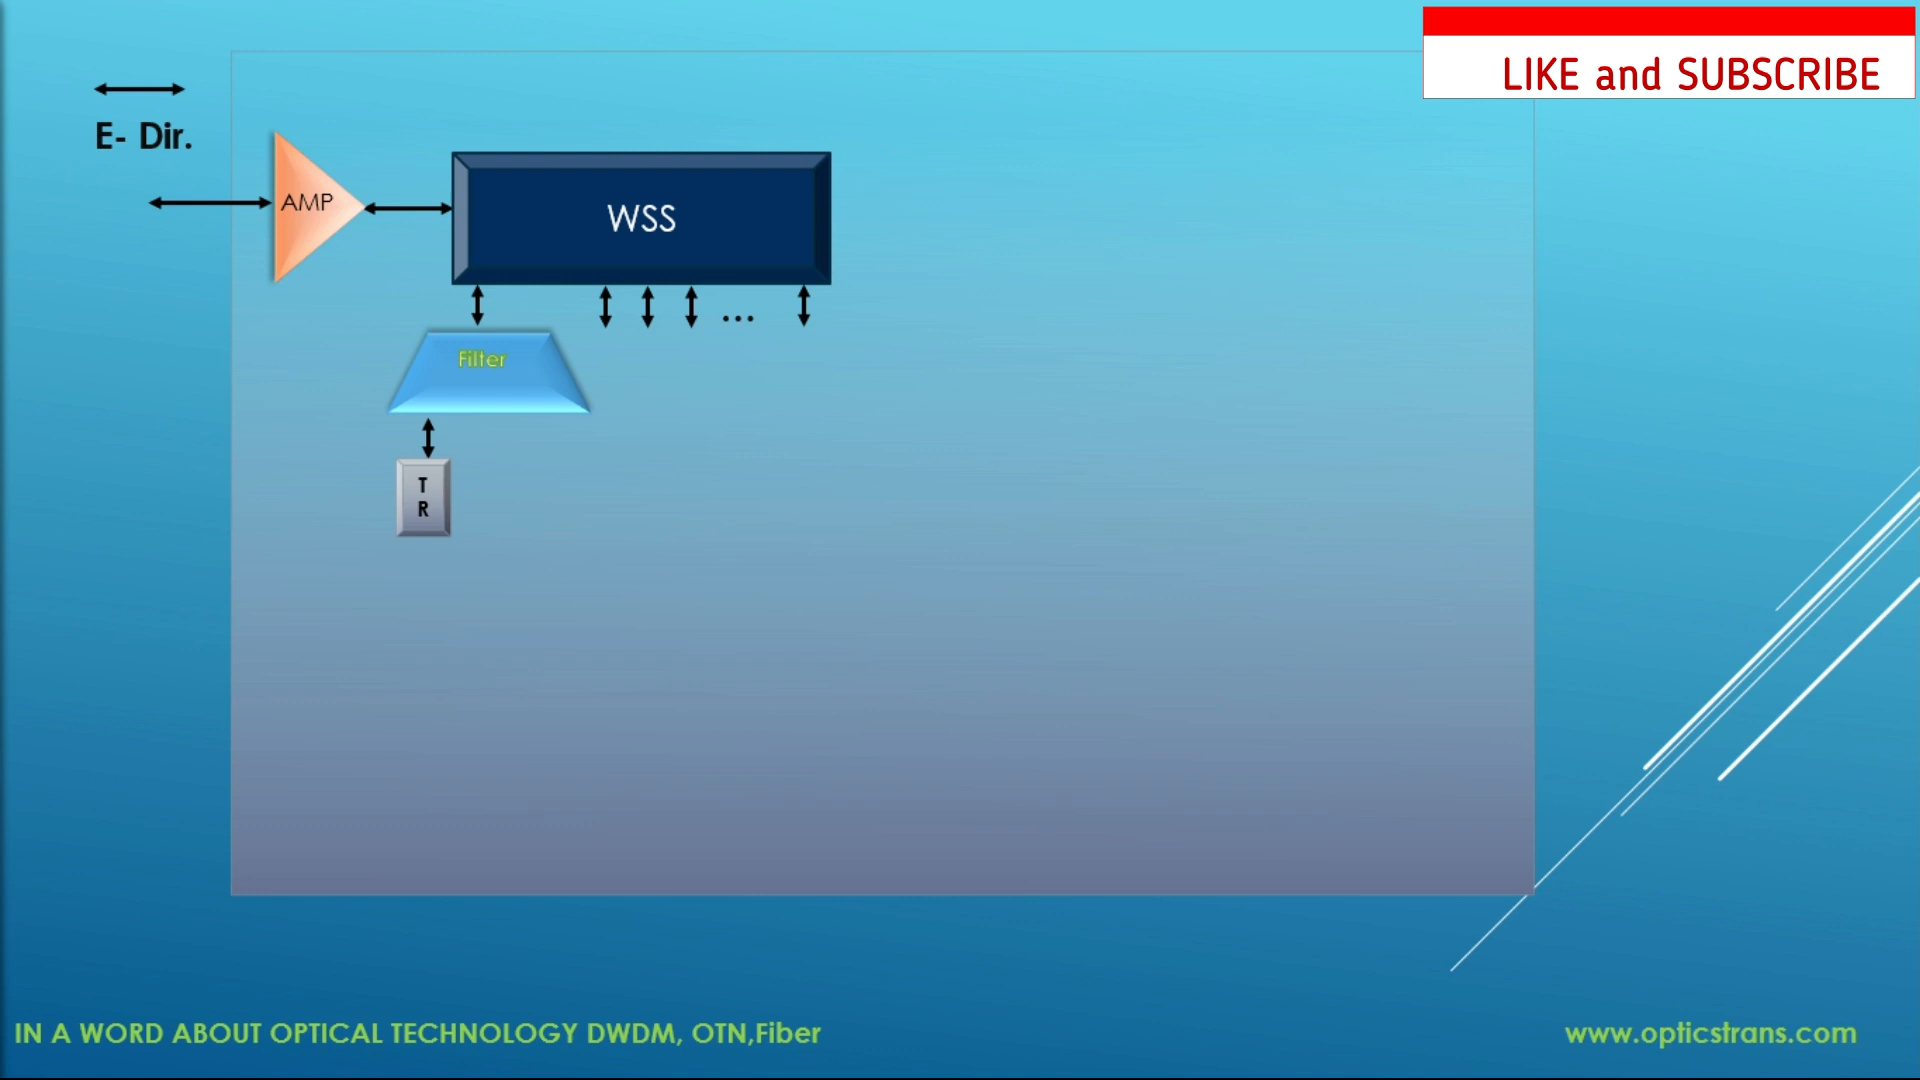 LIKE and SUBSCRIBE
E- Dir.
AMP
WSS
...
Filter
T
R
IN A WORD ABOUT OPTICAL TECHNOLOGY DWDM, OTN,Fiber
www.opticstrans.com